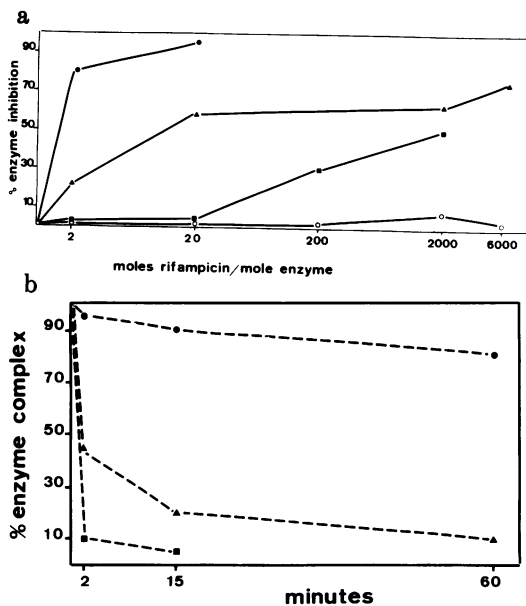 a
90
70
50
30
10
% enzyme inhibition
2 20 200 2000 6000
moles rifampicin/mole enzyme
b
90
70
50
30
10
% enzyme complex
2 15 60
minutes